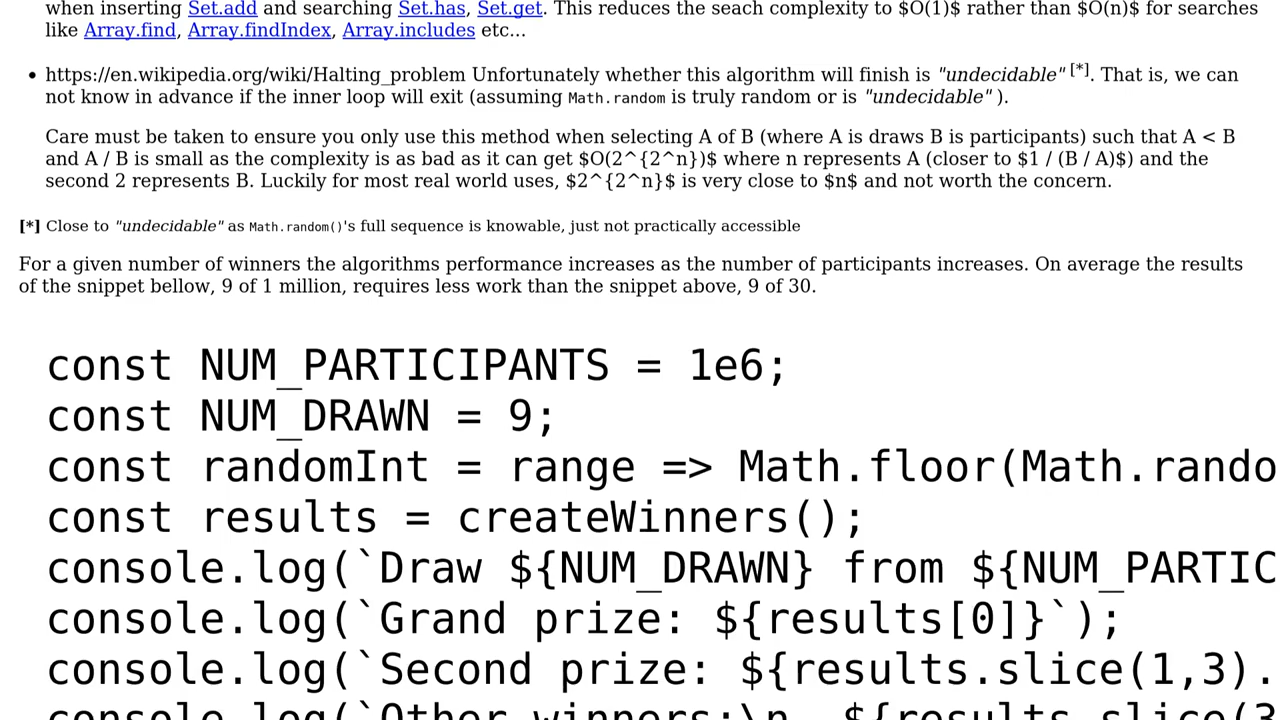 when inserting Set.add and searching Set.has, Set.get. This reduces the seach complexity to $O(1)$ rather than $O(n)$ for searches
like Array.find, Array.findIndex, Array.includes etc...
• https://en.wikipedia.org/wiki/Halting_problem Unfortunately whether this algorithm will finish is "undecidable" [*]. That is, we can
not know in advance if the inner loop will exit (assuming Math.random is truly random or is "undecidable" ).
Care must be taken to ensure you only use this method when selecting A of B (where A is draws B is participants) such that A < B
and A / B is small as the complexity is as bad as it can get $O(2^{2^n})$ where n represents A (closer to $1 / (B / A)$) and the
second 2 represents B. Luckily for most real world uses, $2^{2^n}$ is very close to $n$ and not worth the concern.
[*] Close to "undecidable" as Math.random()'s full sequence is knowable, just not practically accessible
For a given number of winners the algorithms performance increases as the number of participants increases. On average the results
of the snippet bellow, 9 of 1 million, requires less work than the snippet above, 9 of 30.
const NUM_PARTICIPANTS = 1e6;
const NUM_DRAWN = 9;
const randomInt = range => Math.floor(Math.rando
const results = createWinners();
console.log(`Draw ${NUM_DRAWN} from ${NUM_PARTIC
console.log(`Grand prize: ${results[0]}`);
console.log(`Second prize: ${results.slice(1,3).
console.log(`Other winners:\n  ${results.slice(3